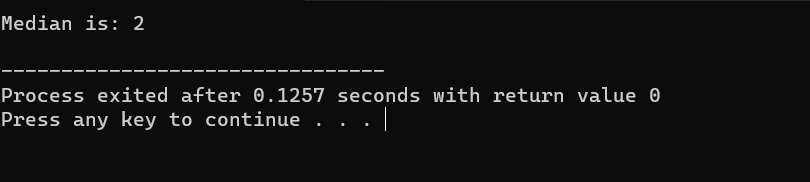 Median is: 2
--------------------------------
Process exited after 0.1257 seconds with return value 0
Press any key to continue . . .